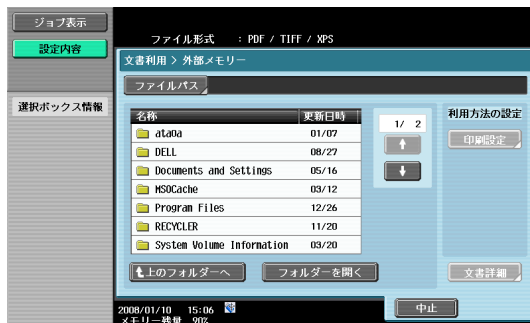 ジョブ表示
設定内容
ファイル形式 : PDF / TIFF / XPS
文書利用 > 外部メモリー
ファイルパス
選択ボックス情報
名称 更新日時
ataoa 01/07
DELL 08/27
Documents and Settings 05/16
MSOCache 03/12
Program Files 12/26
RECYCLER 11/20
System Volume Information 03/20
1/ 2
利用方法の設定
印刷設定
上のフォルダーへ
フォルダーを開く
文書詳細
中止
2008/01/10 15:06
メモリー残量 90%